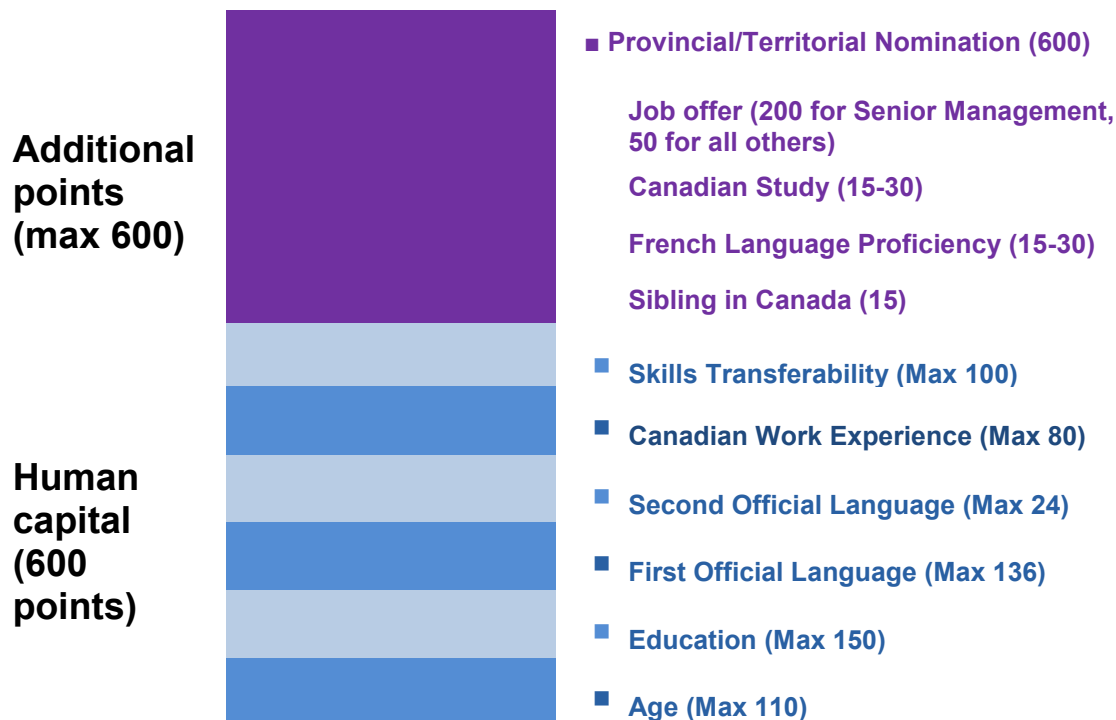 Additional
points
(max 600)
■ Provincial/Territorial Nomination (600)
Job offer (200 for Senior Management,
50 for all others)
Canadian Study (15-30)
French Language Proficiency (15-30)
Sibling in Canada (15)
Human
capital
(600
points)
■ Skills Transferability (Max 100)
■ Canadian Work Experience (Max 80)
■ Second Official Language (Max 24)
■ First Official Language (Max 136)
■ Education (Max 150)
■ Age (Max 110)